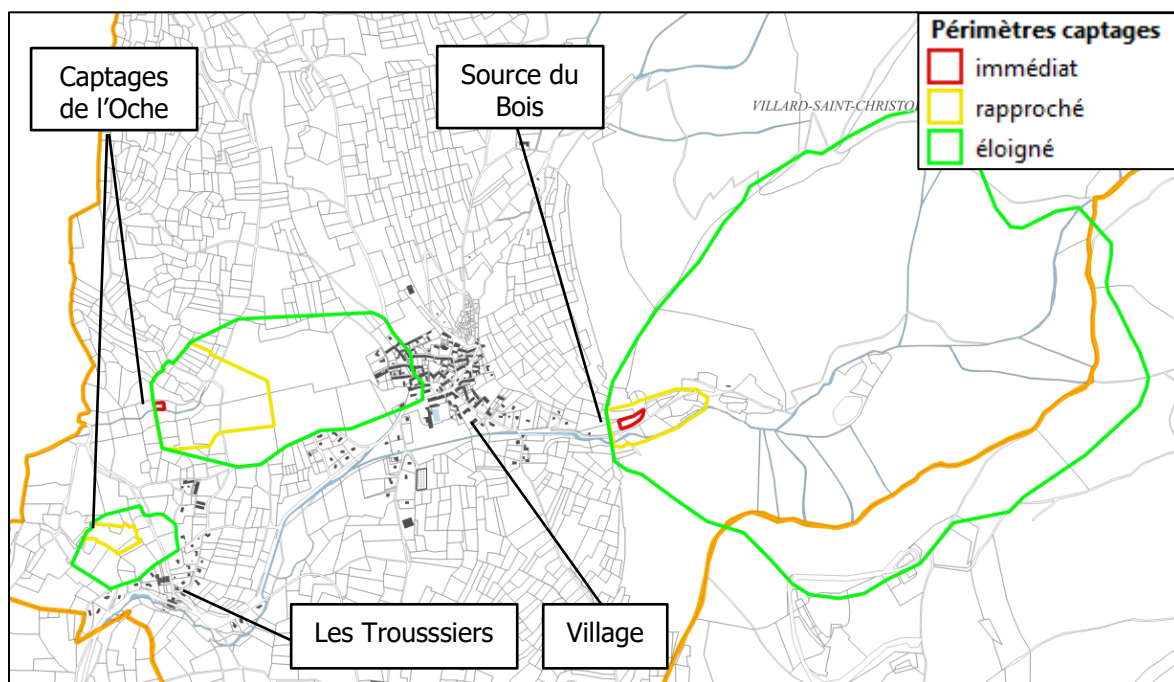 Captages
de l’Oche
Source du
Bois
Périmètres captages
immédiat
rapproché
éloigné
VILLARD-SAINT-CHRISTO
Les Trousssiers
Village